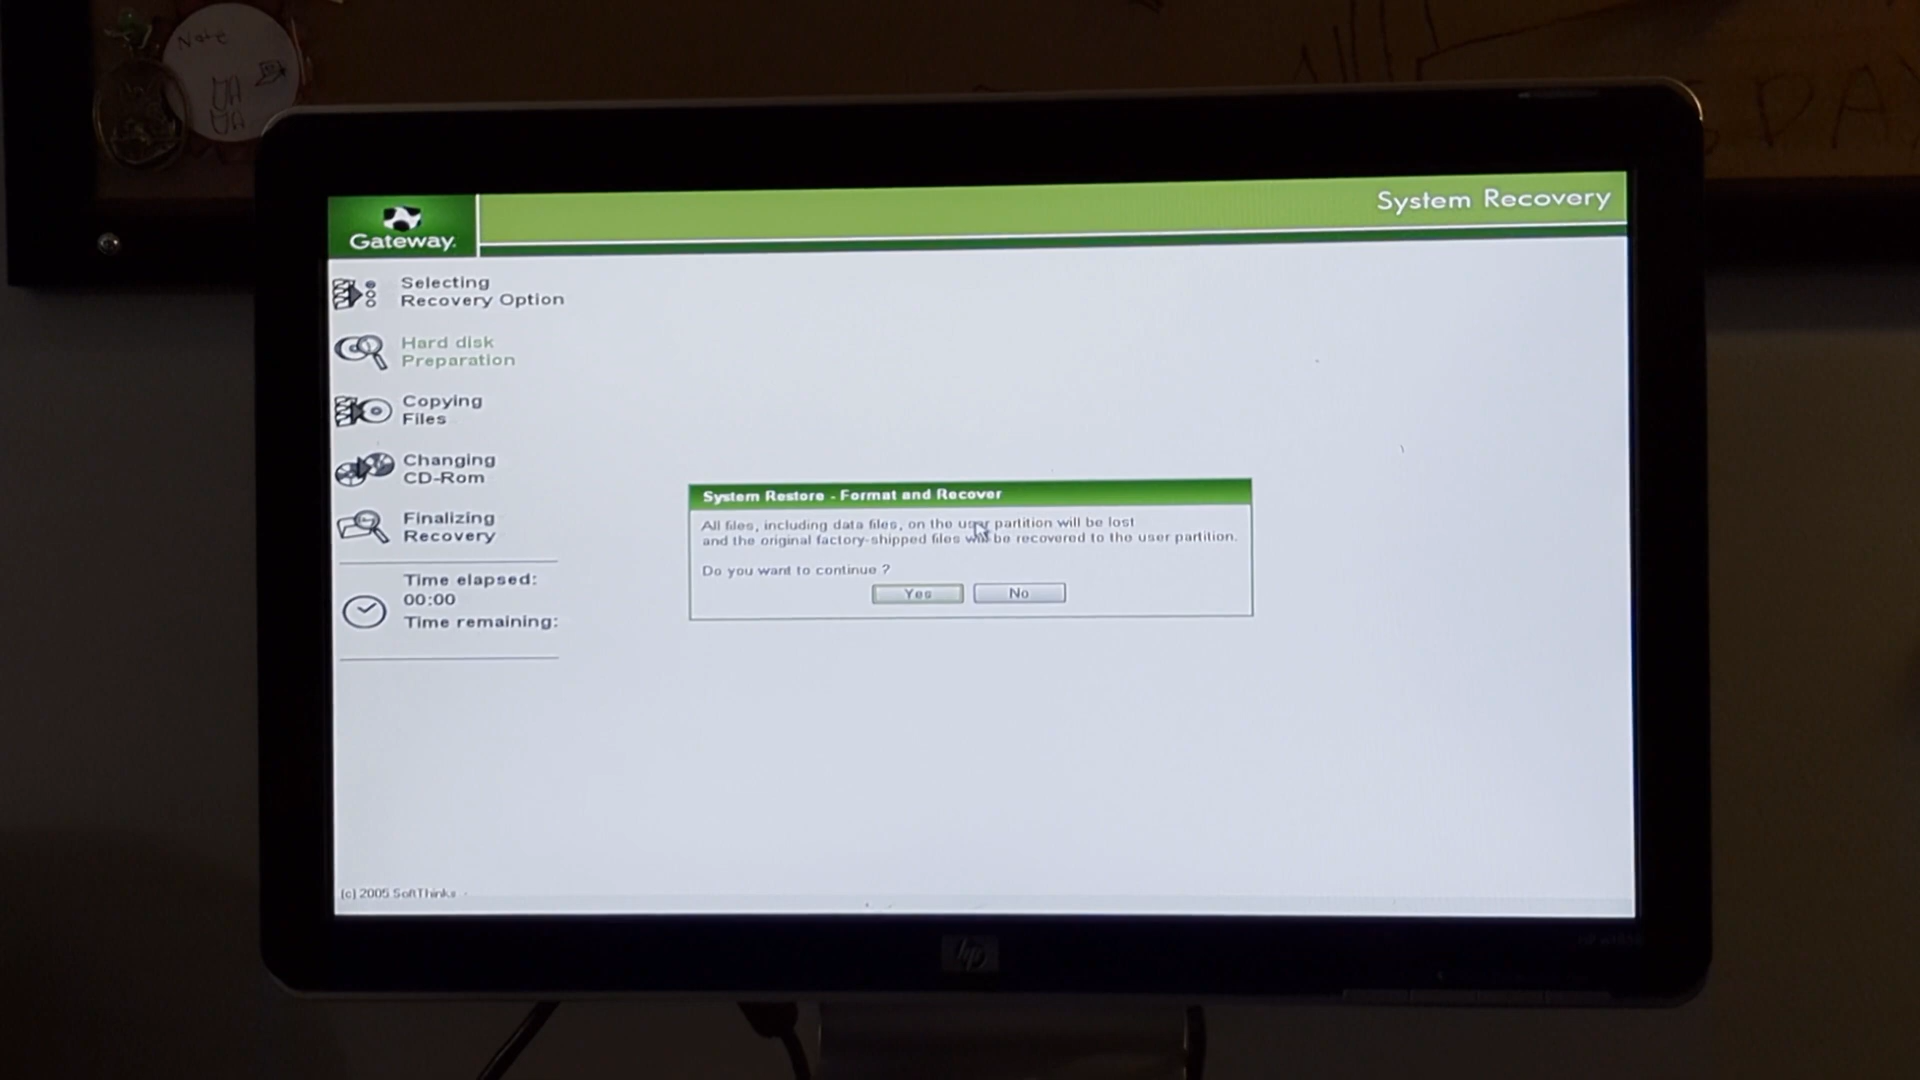 Note
DAY
System Recovery
Gateway.
Selecting
Recovery Option
Hard disk
Preparation
Copying
Files
Changing
CD-Rom
Finalizing
Recovery
Time elapsed:
00:00
Time remaining:
System Restore - Format and Recover
All files, including data files, on the user partition will be lost
and the original factory-shipped files will be recovered to the user partition.
Do you want to continue ?
Yes No
(c) 2005 SoftThinks -
hp